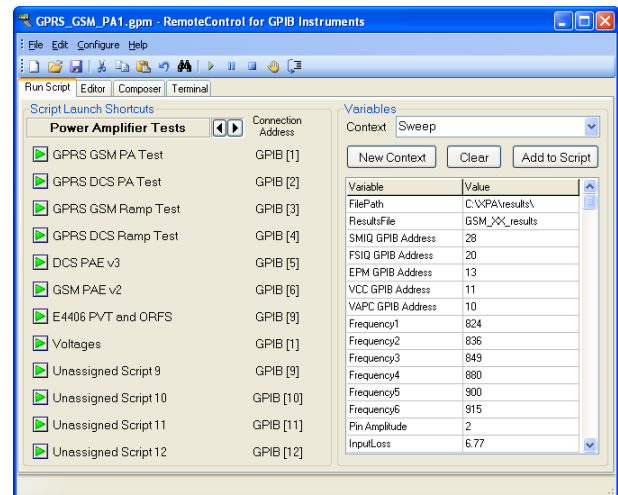 GPRS_GSM_PA1.gpm - RemoteControl for GPIB Instruments
File Edit Configure Help
Run Script Editor Composer Terminal
Script Launch Shortcuts
Power Amplifier Tests
Connection
Address
GPRS GSM PA Test GPIB [1]
GPRS DCS PA Test GPIB [2]
GPRS GSM Ramp Test GPIB [3]
GPRS DCS Ramp Test GPIB [4]
DCS PAE v3 GPIB [5]
GSM PAE v2 GPIB [6]
E4406 PVT and ORFS GPIB [9]
Voltages GPIB [1]
Unassigned Script 9 GPIB [9]
Unassigned Script 10 GPIB [10]
Unassigned Script 11 GPIB [11]
Unassigned Script 12 GPIB [12]
Variables
Context Sweep
New Context Clear Add to Script
Variable Value
FilePath C:\XPA\results\
ResultsFile GSM_XX_results
SMIQ GPIB Address 28
FSIQ GPIB Address 20
EPM GPIB Address 13
VCC GPIB Address 11
VAPC GPIB Address 10
Frequency1 824
Frequency2 836
Frequency3 849
Frequency4 880
Frequency5 900
Frequency6 915
Pin Amplitude 2
InputLoss 6.77